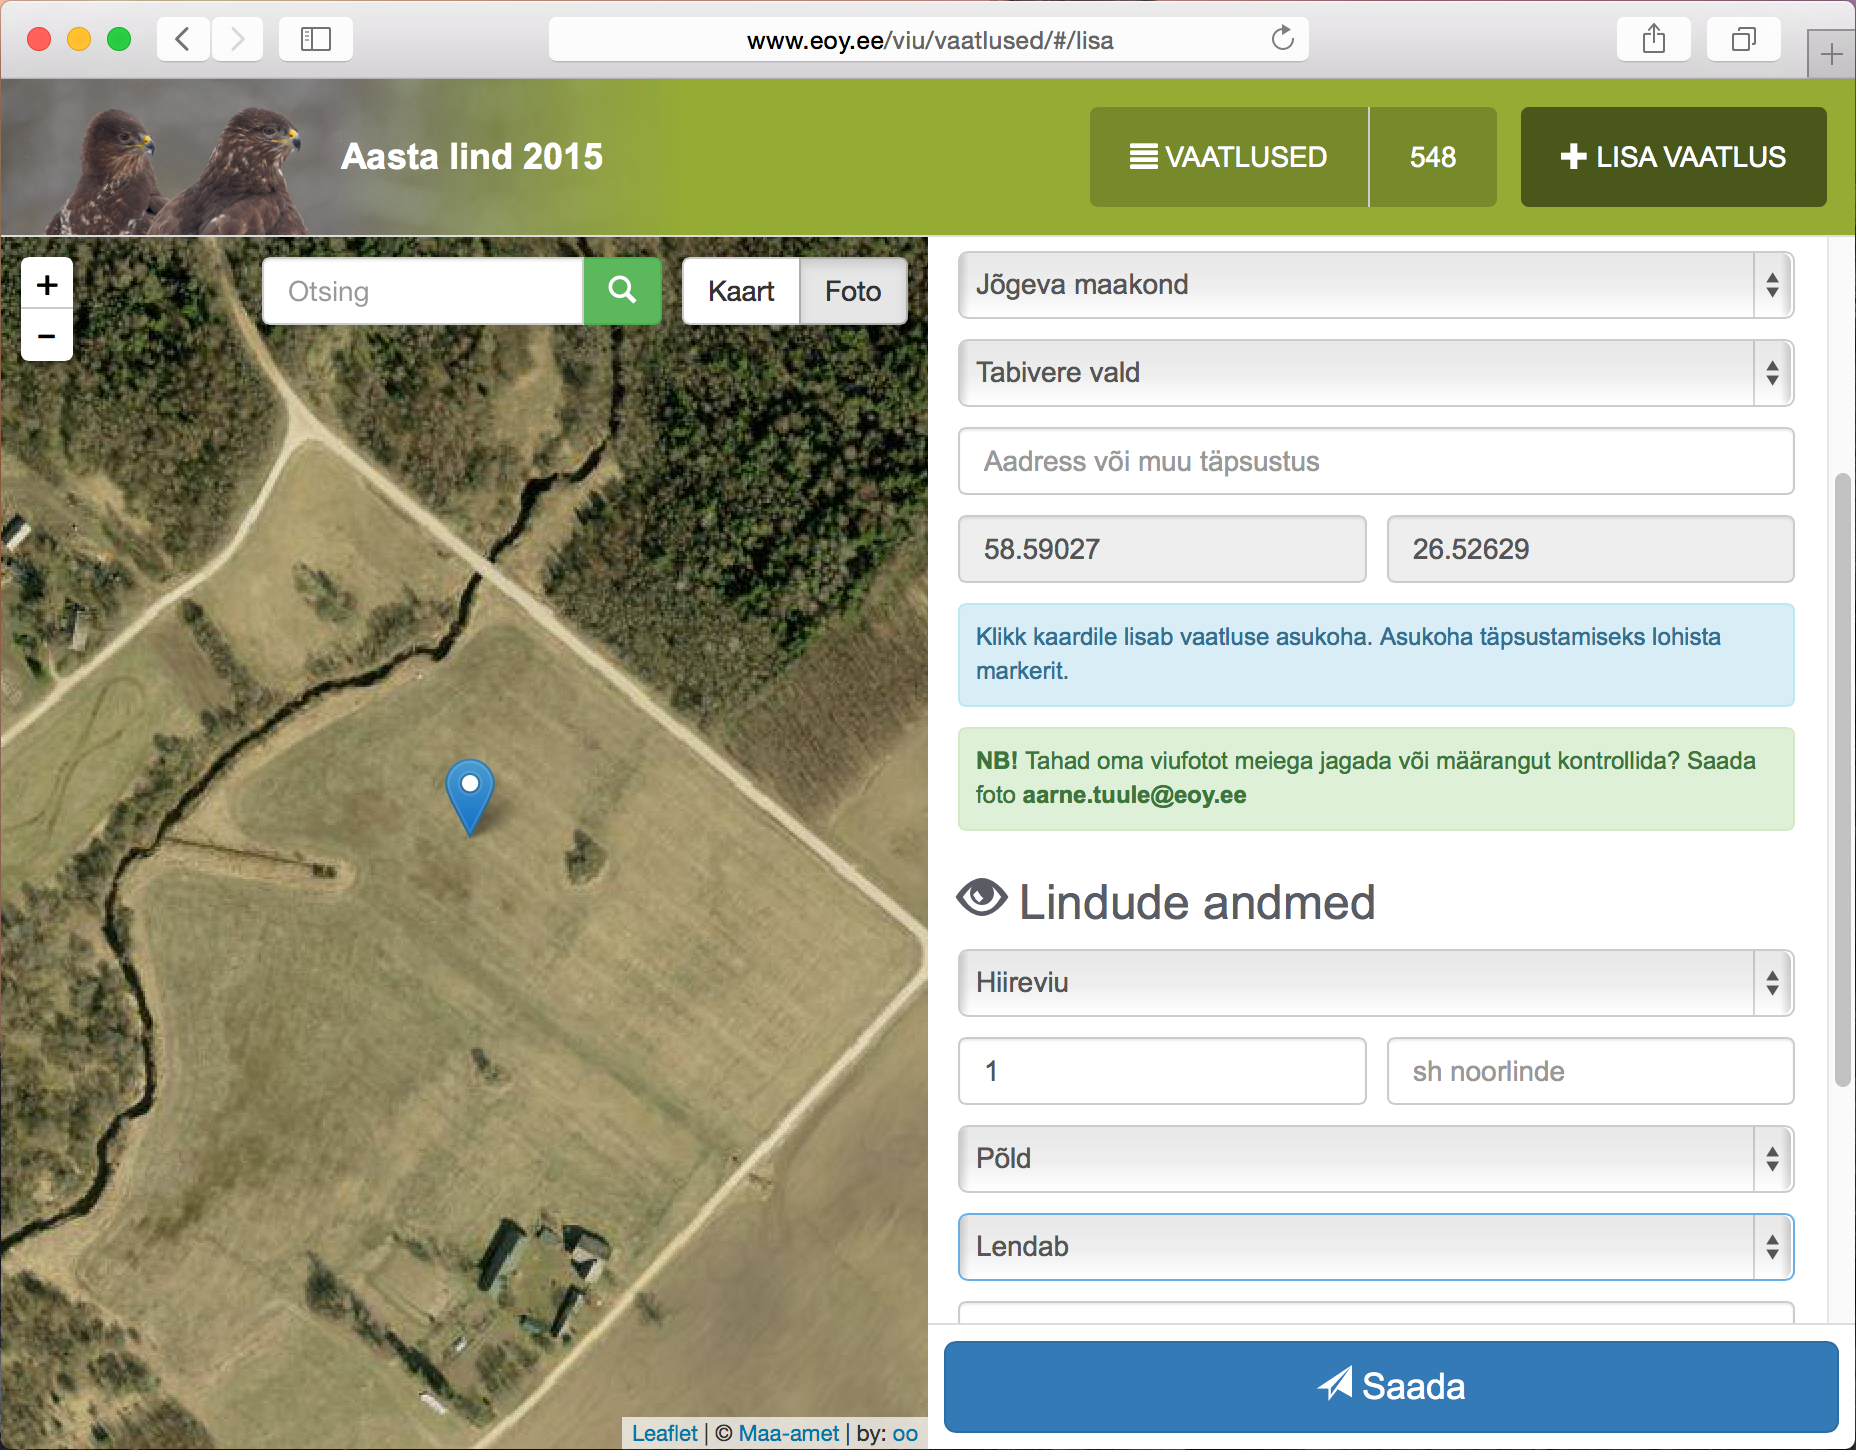 www.eoy.ee/viu/vaatlused/#/lisa
Aasta lind 2015
VAATLUSED
548
LISA VAATLUS
+
−
Otsing
Kaart
Foto
Jõgeva maakond
Tabivere vald
Aadress või muu täpsustus
58.59027
26.52629
Klikk kaardile lisab vaatluse asukoha. Asukoha täpsustamiseks lohista
markerit.
NB! Tahad oma viufotot meiega jagada või määrangut kontrollida? Saada
foto aarne.tuule@eoy.ee
Lindude andmed
Hiireviu
1
sh noorlinde
Põld
Lendab
Saada
Leaflet | © Maa-amet | by: oo